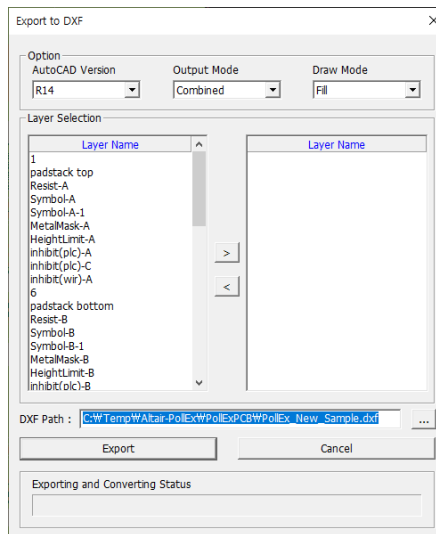 Export to DXF
Option
AutoCAD Version Output Mode Draw Mode
R14 Combined Fill
Layer Selection
Layer Name Layer Name
1
padstack top
Resist-A
Symbol-A
Symbol-A-1
MetalMask-A
HeightLimit-A
inhibit(plc)-A
inhibit(plc)-C
inhibit(wir)-A
6
padstack bottom
Resist-B
Symbol-B
Symbol-B-1
MetalMask-B
HeightLimit-B
inhibit(plc)-B
>
<
DXF Path : C:₩Temp₩Altair-PollEx₩PollExPCB₩PollEx_New_Sample.dxf ...
Export Cancel
Exporting and Converting Status